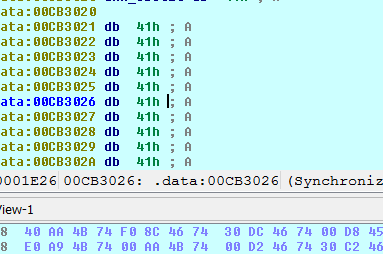 ata:00CB3020
ata:00CB3021 db 41h ; A
ata:00CB3022 db 41h ; A
ata:00CB3023 db 41h ; A
ata:00CB3024 db 41h ; A
ata:00CB3025 db 41h ; A
ata:00CB3026 db 41h ; A
ata:00CB3027 db 41h ; A
ata:00CB3028 db 41h ; A
ata:00CB3029 db 41h ; A
ata:00CB302A db 41h ; A
0001E26 00CB3026: .data:00CB3026 (Synchroniz
View-1
8 40 AA 4B 74 F0 8C 46 74 30 DC 46 74 00 D8 45
8 E0 A9 4B 74 00 AA 4B 74 00 D2 46 74 30 C2 46